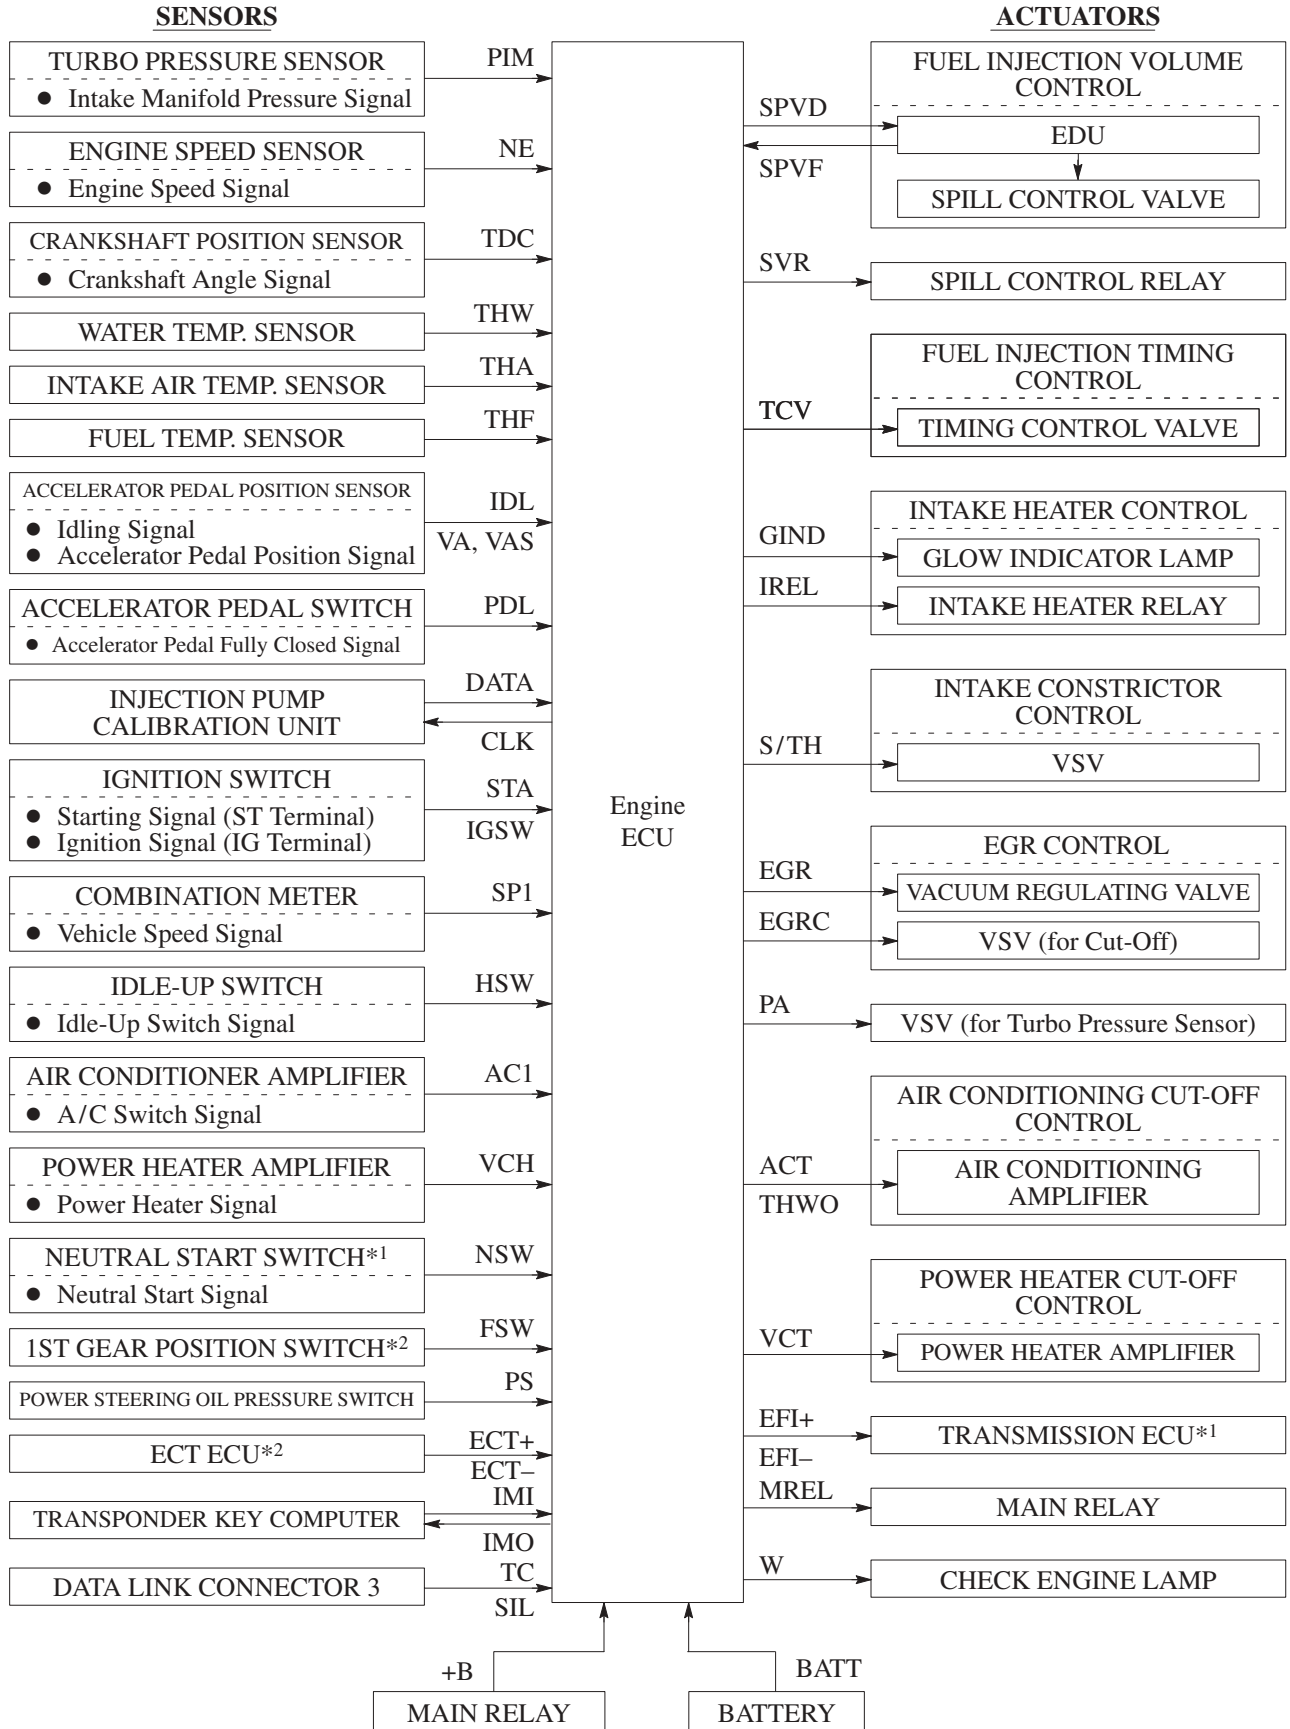 SENSORS
TURBO PRESSURE SENSOR
● Intake Manifold Pressure Signal
PIM
ENGINE SPEED SENSOR
● Engine Speed Signal
NE
CRANKSHAFT POSITION SENSOR
● Crankshaft Angle Signal
TDC
WATER TEMP. SENSOR
THW
INTAKE AIR TEMP. SENSOR
THA
FUEL TEMP. SENSOR
THF
ACCELERATOR PEDAL POSITION SENSOR
● Idling Signal
● Accelerator Pedal Position Signal
IDL
VA, VAS
ACCELERATOR PEDAL SWITCH
● Accelerator Pedal Fully Closed Signal
PDL
INJECTION PUMP
CALIBRATION UNIT
DATA
CLK
IGNITION SWITCH
● Starting Signal (ST Terminal)
● Ignition Signal (IG Terminal)
STA
IGSW
COMBINATION METER
● Vehicle Speed Signal
SP1
IDLE-UP SWITCH
● Idle-Up Switch Signal
HSW
AIR CONDITIONER AMPLIFIER
● A/C Switch Signal
AC1
POWER HEATER AMPLIFIER
● Power Heater Signal
VCH
NEUTRAL START SWITCH*1
● Neutral Start Signal
NSW
1ST GEAR POSITION SWITCH*2
FSW
POWER STEERING OIL PRESSURE SWITCH
PS
ECT ECU*2
ECT+
ECT–
TRANSPONDER KEY COMPUTER
IMI
IMO
DATA LINK CONNECTOR 3
TC
SIL
Engine
ECU
+B
MAIN RELAY
BATT
BATTERY
ACTUATORS
FUEL INJECTION VOLUME
CONTROL
SPVD
EDU
SPVF
SPILL CONTROL VALVE
SVR
SPILL CONTROL RELAY
FUEL INJECTION TIMING
CONTROL
TCV
TIMING CONTROL VALVE
INTAKE HEATER CONTROL
GIND
GLOW INDICATOR LAMP
IREL
INTAKE HEATER RELAY
INTAKE CONSTRICTOR
CONTROL
S/TH
VSV
EGR CONTROL
EGR
VACUUM REGULATING VALVE
EGRC
VSV (for Cut-Off)
PA
VSV (for Turbo Pressure Sensor)
AIR CONDITIONING CUT-OFF
CONTROL
ACT
THWO
AIR CONDITIONING
AMPLIFIER
POWER HEATER CUT-OFF
CONTROL
VCT
POWER HEATER AMPLIFIER
EFI+
EFI–
TRANSMISSION ECU*1
MREL
MAIN RELAY
W
CHECK ENGINE LAMP